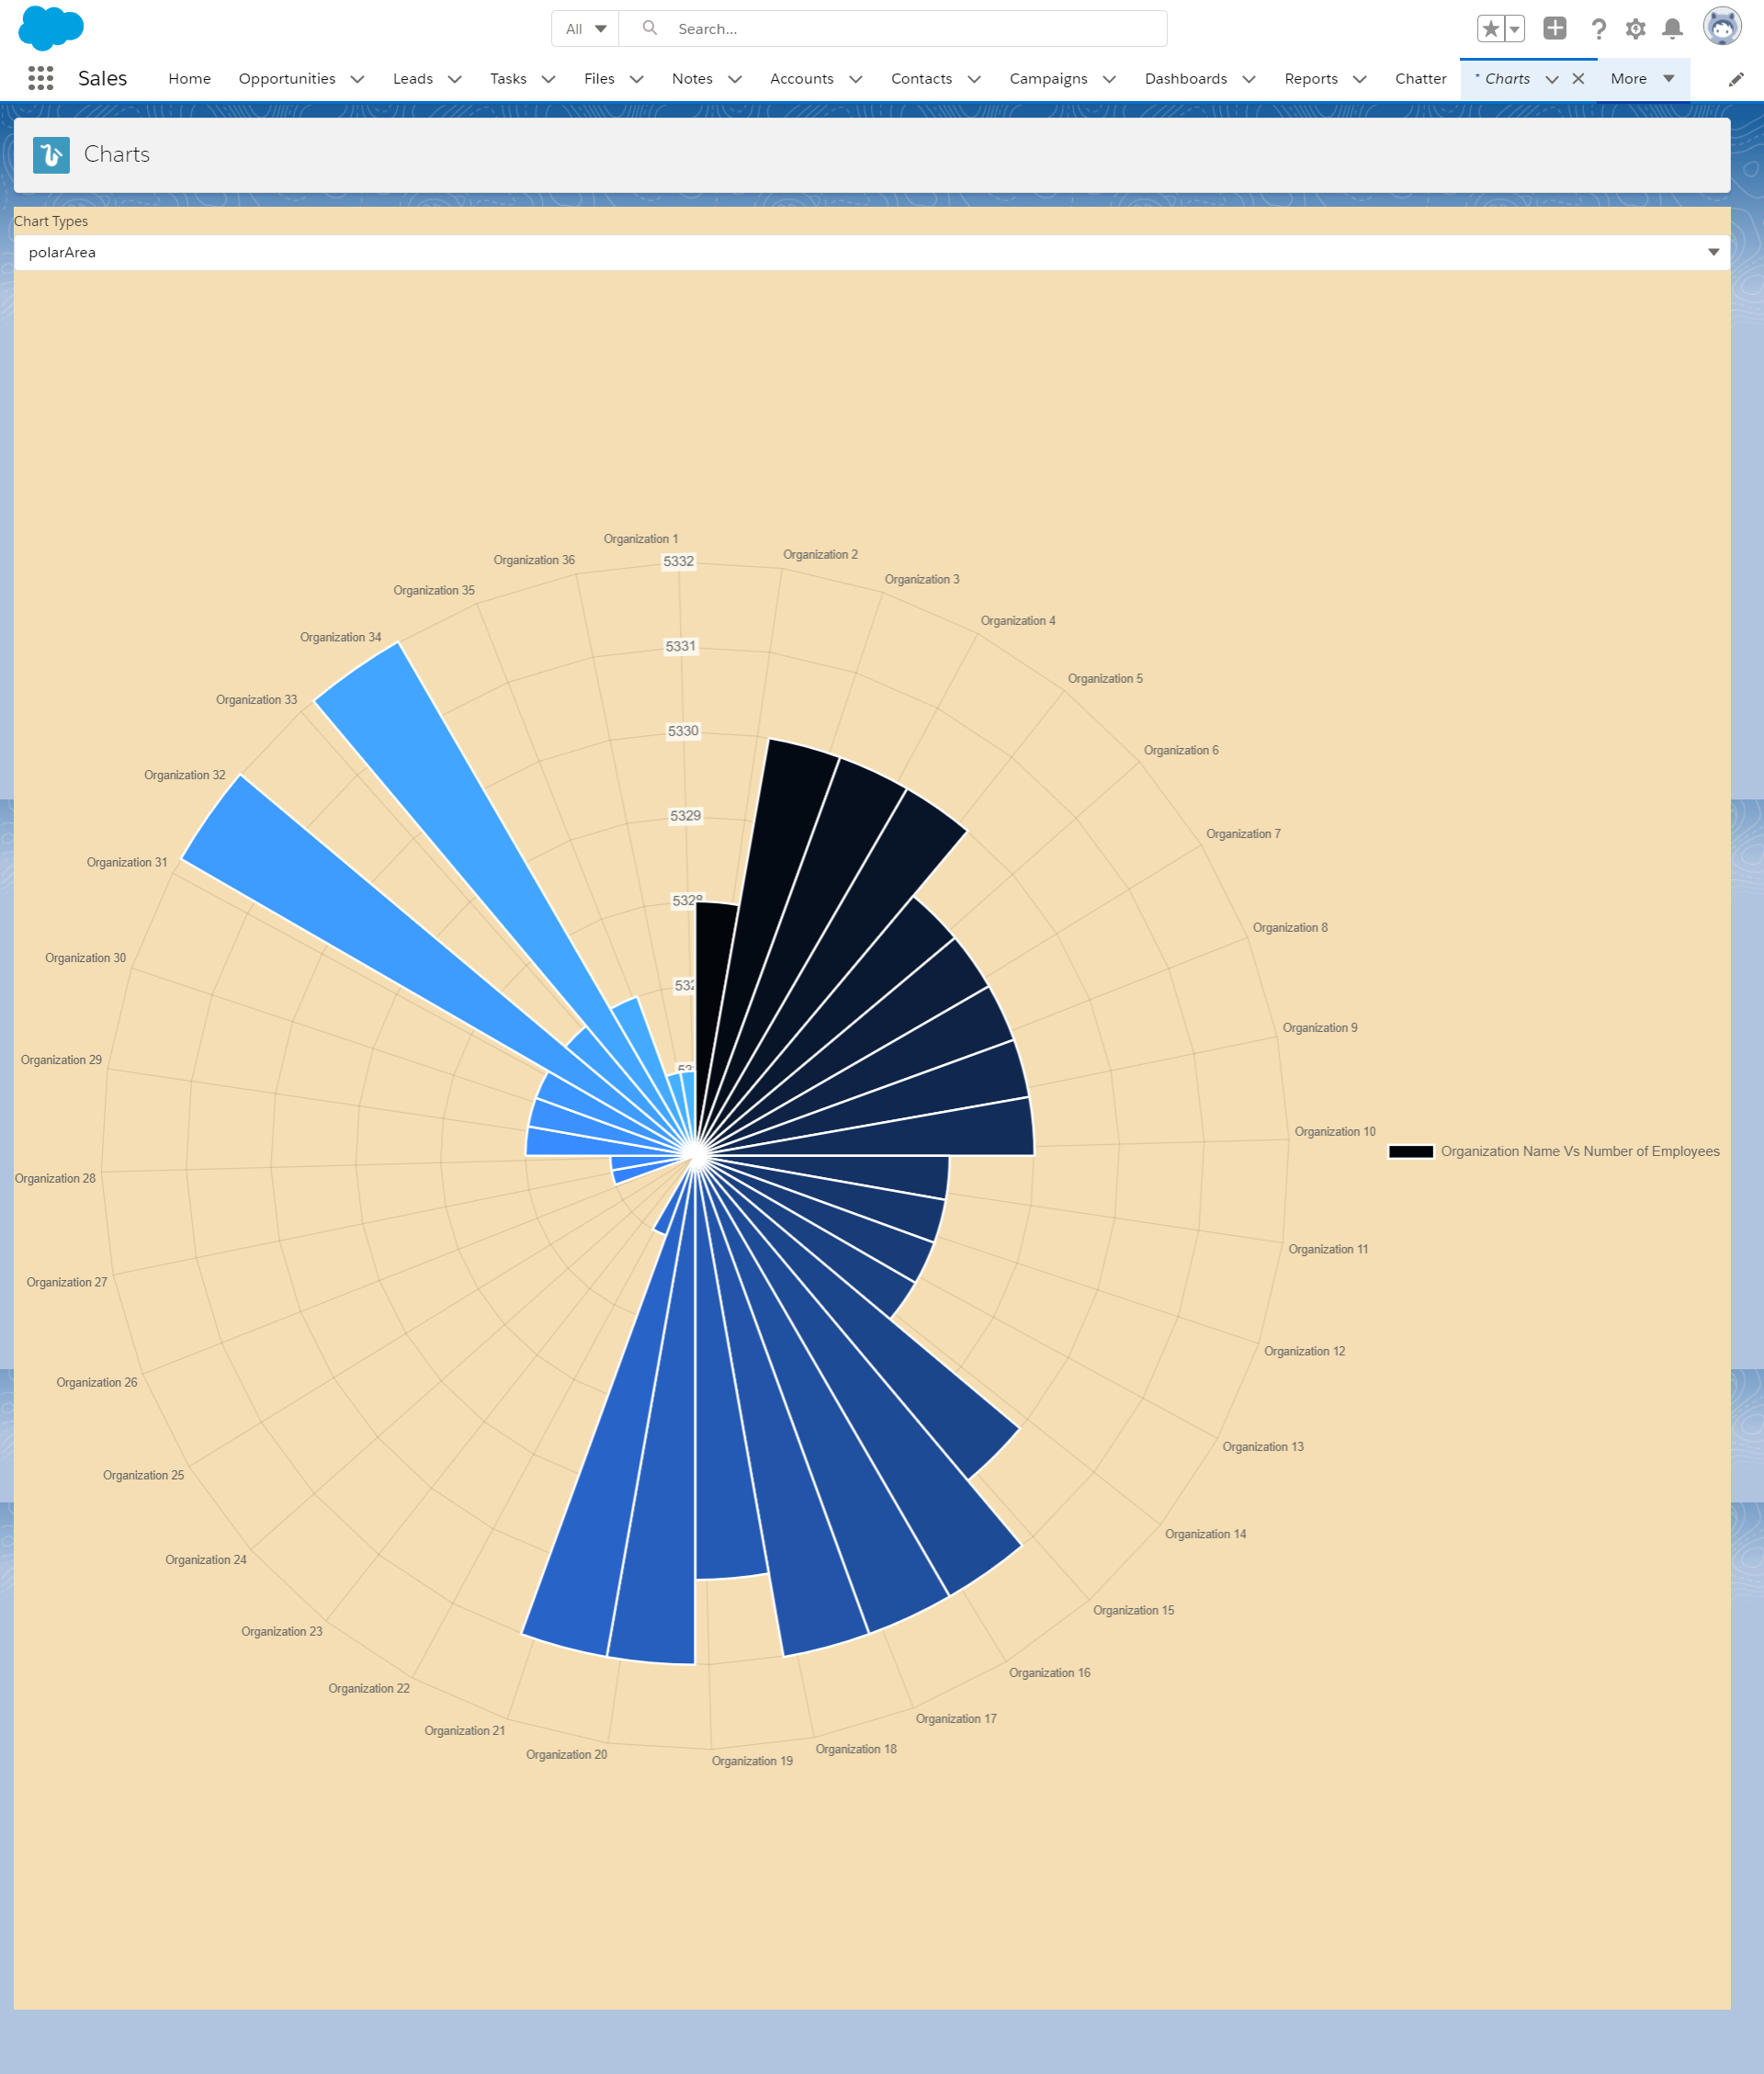 All Search...
Sales Home Opportunities Leads Tasks Files Notes Accounts Contacts Campaigns Dashboards Reports Chatter * Charts More
Charts
Chart Types
polarArea
Organization 1
Organization 2
Organization 36
5332
Organization 3
Organization 35
Organization 4
Organization 34
5331
Organization 5
Organization 33
5330
Organization 6
Organization 32
5329
Organization 7
Organization 31
5328
Organization 8
Organization 30
532
Organization 9
Organization 29
53
Organization 10
Organization Name Vs Number of Employees
Organization 28
Organization 11
Organization 27
Organization 12
Organization 26
Organization 13
Organization 25
Organization 14
Organization 24
Organization 15
Organization 23
Organization 16
Organization 22
Organization 17
Organization 21
Organization 18
Organization 20
Organization 19